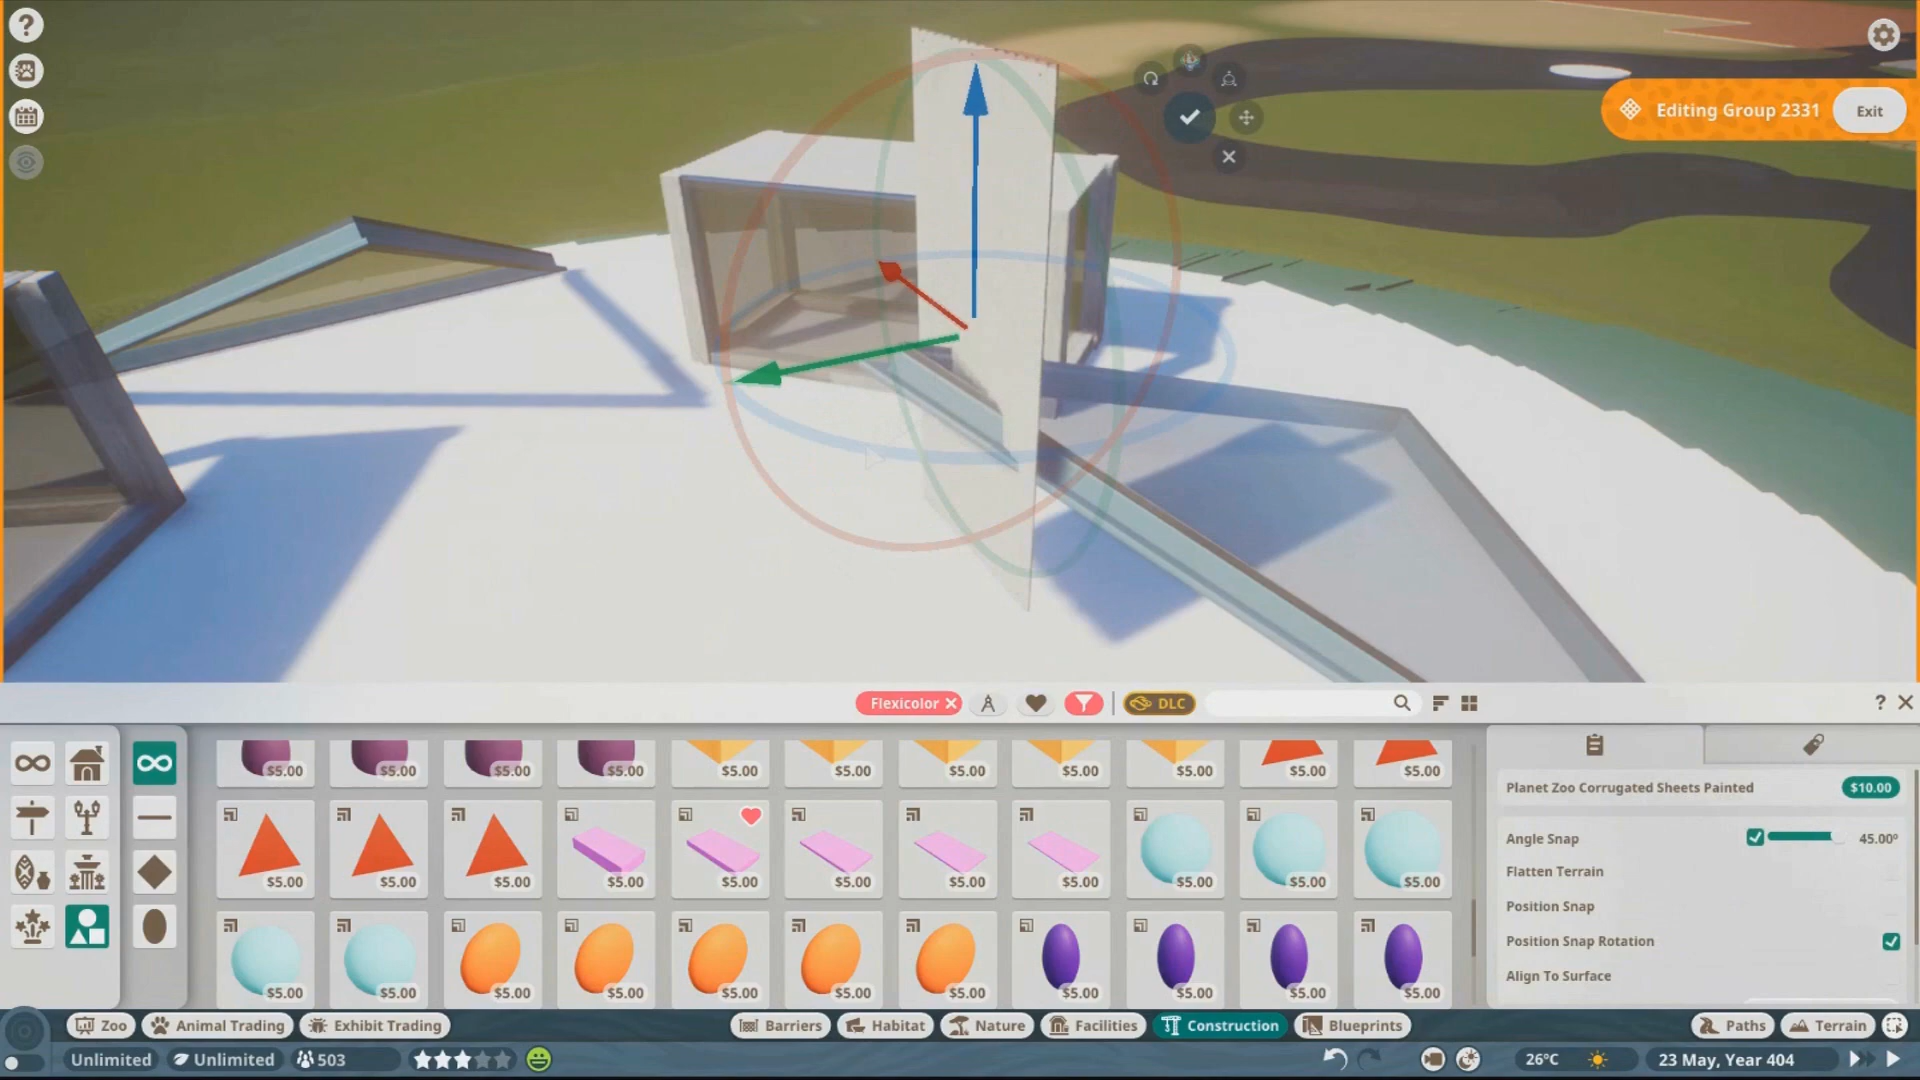 ?
Editing Group 2331 Exit
Flexicolor × DLC ? ×
$5.00 $5.00 $5.00 $5.00 $5.00 $5.00 $5.00 $5.00 $5.00 $5.00 $5.00
$5.00 $5.00 $5.00 $5.00 $5.00 $5.00 $5.00 $5.00 $5.00 $5.00 $5.00
$5.00 $5.00 $5.00 $5.00 $5.00 $5.00 $5.00 $5.00 $5.00 $5.00 $5.00
Planet Zoo Corrugated Sheets Painted $10.00
Angle Snap 45.00°
Flatten Terrain
Position Snap
Position Snap Rotation
Align To Surface
Zoo Animal Trading Exhibit Trading Barriers Habitat Nature Facilities Construction Blueprints Paths Terrain
Unlimited Unlimited 503 26°C 23 May, Year 404